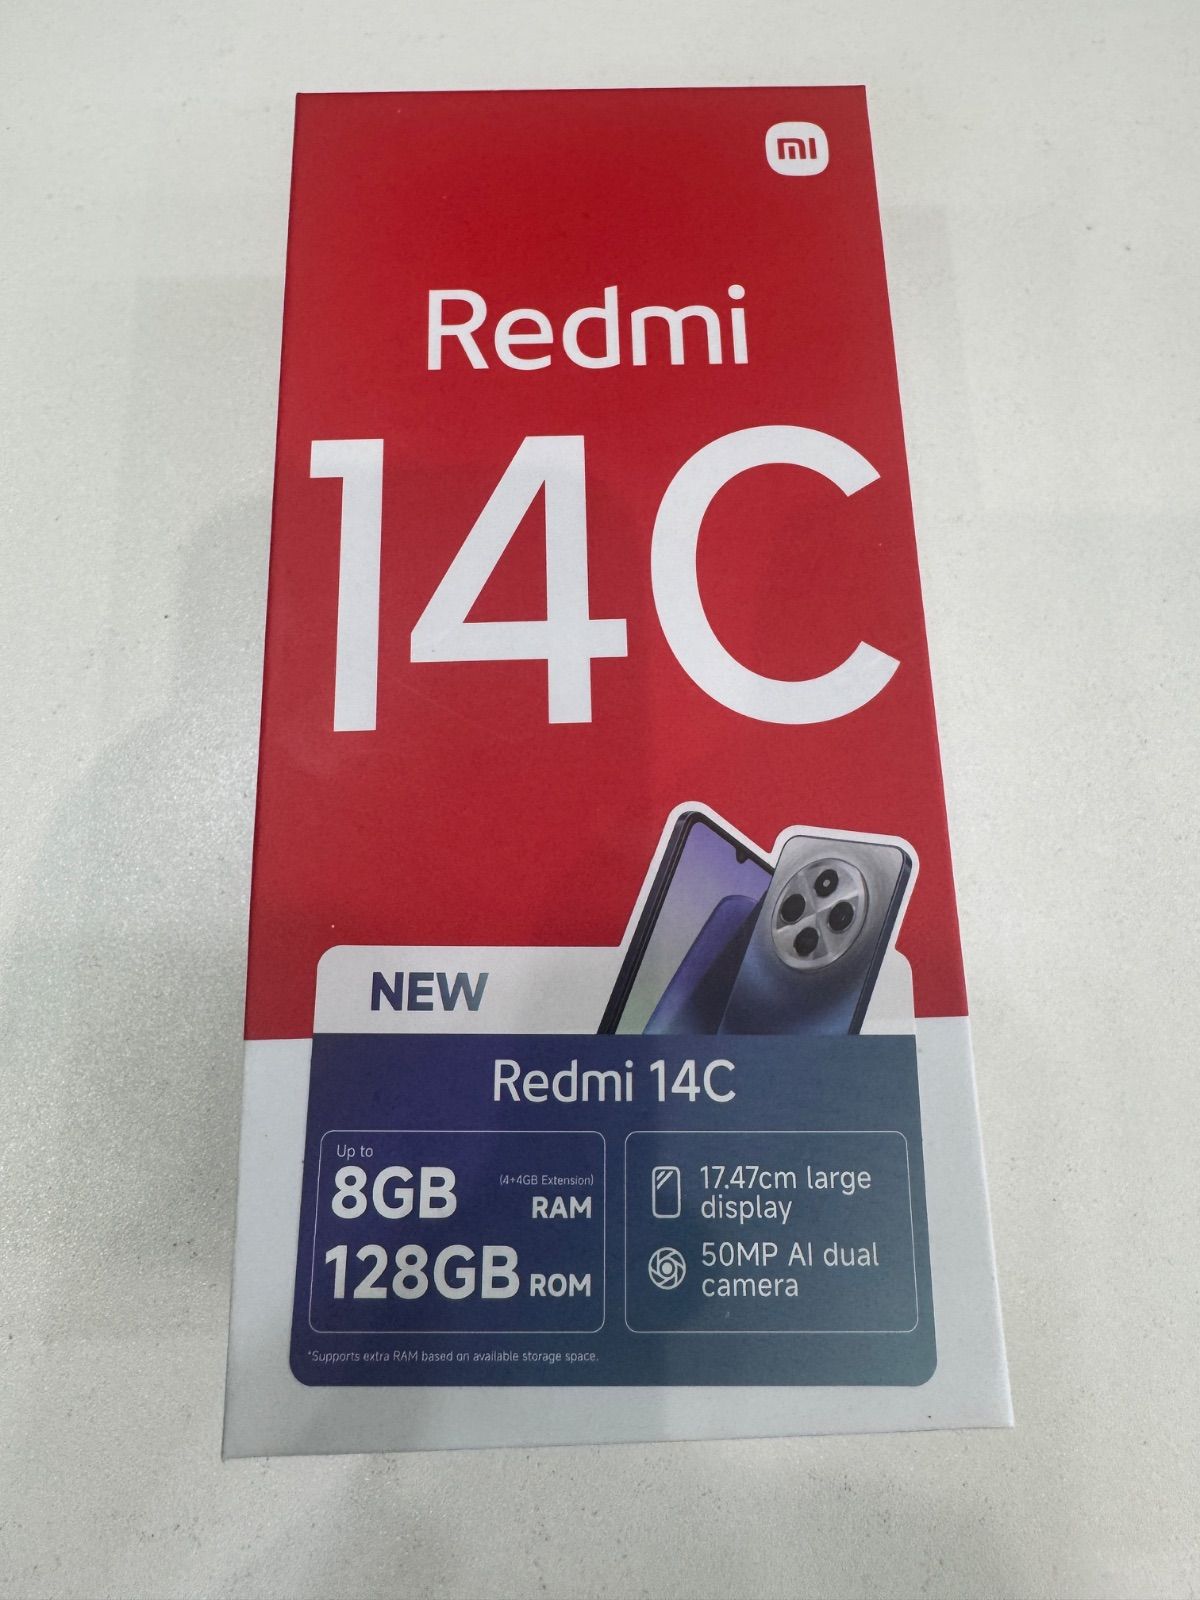 mi
Redmi
14C
NEW
Redmi 14C
Up to
8GB (4+4GB Extension) RAM
128GB ROM
17.47cm large
display
50MP AI dual
camera
*Supports extra RAM based on available storage space.